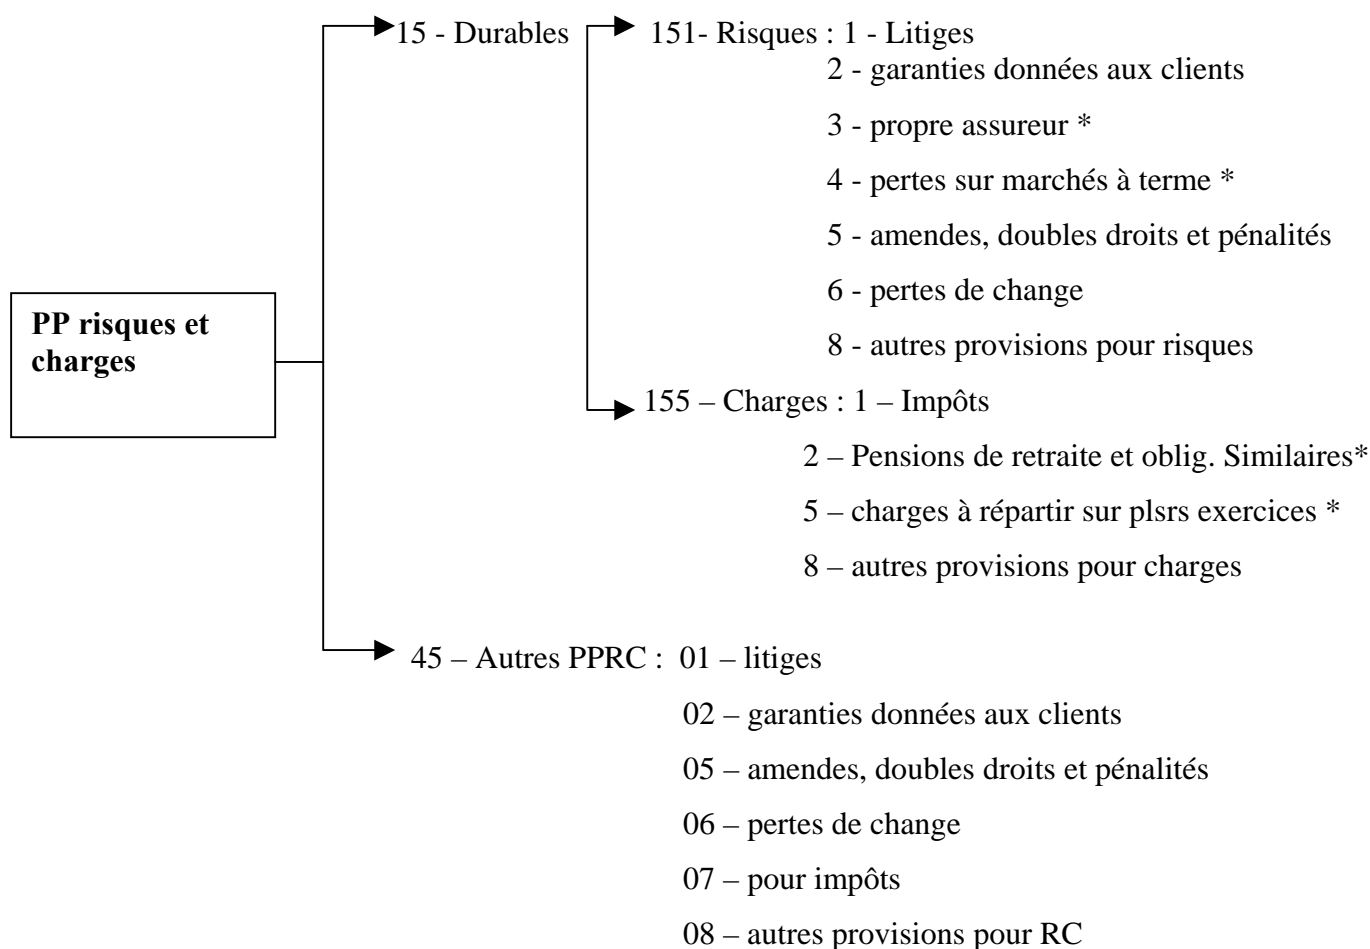 15 - Durables 151- Risques : 1 - Litiges
2 - garanties données aux clients
3 - propre assureur *
4 - pertes sur marchés à terme *
5 - amendes, doubles droits et pénalités
6 - pertes de change
8 - autres provisions pour risques
PP risques et
charges
155 – Charges : 1 – Impôts
2 – Pensions de retraite et oblig. Similaires*
5 – charges à répartir sur plsrs exercices *
8 – autres provisions pour charges
45 – Autres PPRC : 01 – litiges
02 – garanties données aux clients
05 – amendes, doubles droits et pénalités
06 – pertes de change
07 – pour impôts
08 – autres provisions pour RC